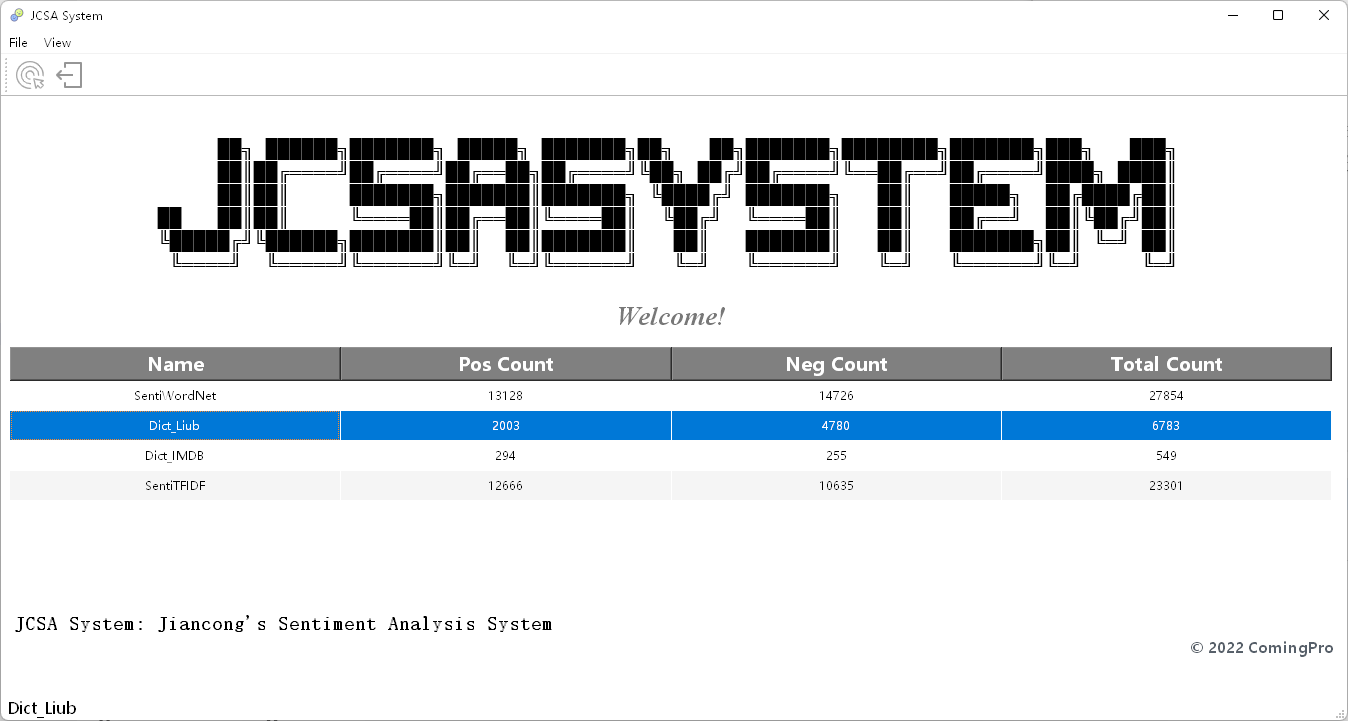 JCSA System
File View
JCSASYSTEM
Welcome!
Name Pos Count Neg Count Total Count
SentiWordNet 13128 14726 27854
Dict_Liub 2003 4780 6783
Dict_IMDB 294 255 549
SentiTFIDF 12666 10635 23301
JCSA System: Jiancong's Sentiment Analysis System
© 2022 ComingPro
Dict_Liub